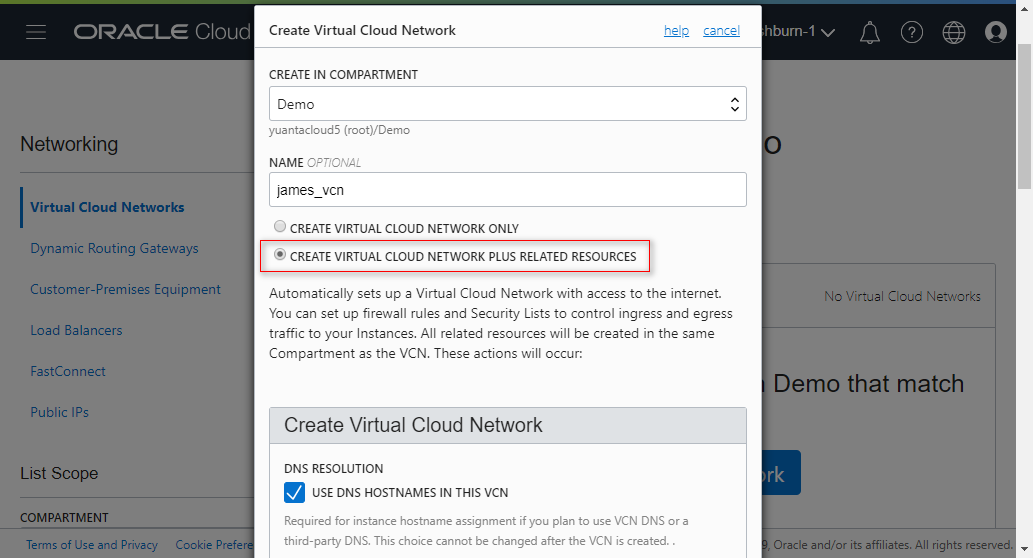 ORACLE Cloud
Create Virtual Cloud Network
help
cancel
hburn-1
CREATE IN COMPARTMENT
Demo
yuantacloud5 (root)/Demo
NAME OPTIONAL
james_vcn
CREATE VIRTUAL CLOUD NETWORK ONLY
CREATE VIRTUAL CLOUD NETWORK PLUS RELATED RESOURCES
Automatically sets up a Virtual Cloud Network with access to the internet.
You can set up firewall rules and Security Lists to control ingress and egress
traffic to your Instances. All related resources will be created in the same
Compartment as the VCN. These actions will occur:
Create Virtual Cloud Network
DNS RESOLUTION
USE DNS HOSTNAMES IN THIS VCN
Required for instance hostname assignment if you plan to use VCN DNS or a
third-party DNS. This choice cannot be changed after the VCN is created. .
Networking
Virtual Cloud Networks
Dynamic Routing Gateways
Customer-Premises Equipment
Load Balancers
FastConnect
Public IPs
List Scope
COMPARTMENT
o
No Virtual Cloud Networks
Demo that match
ork
Terms of Use and Privacy
Cookie Prefere
9, Oracle and/or its affiliates. All rights reserved.